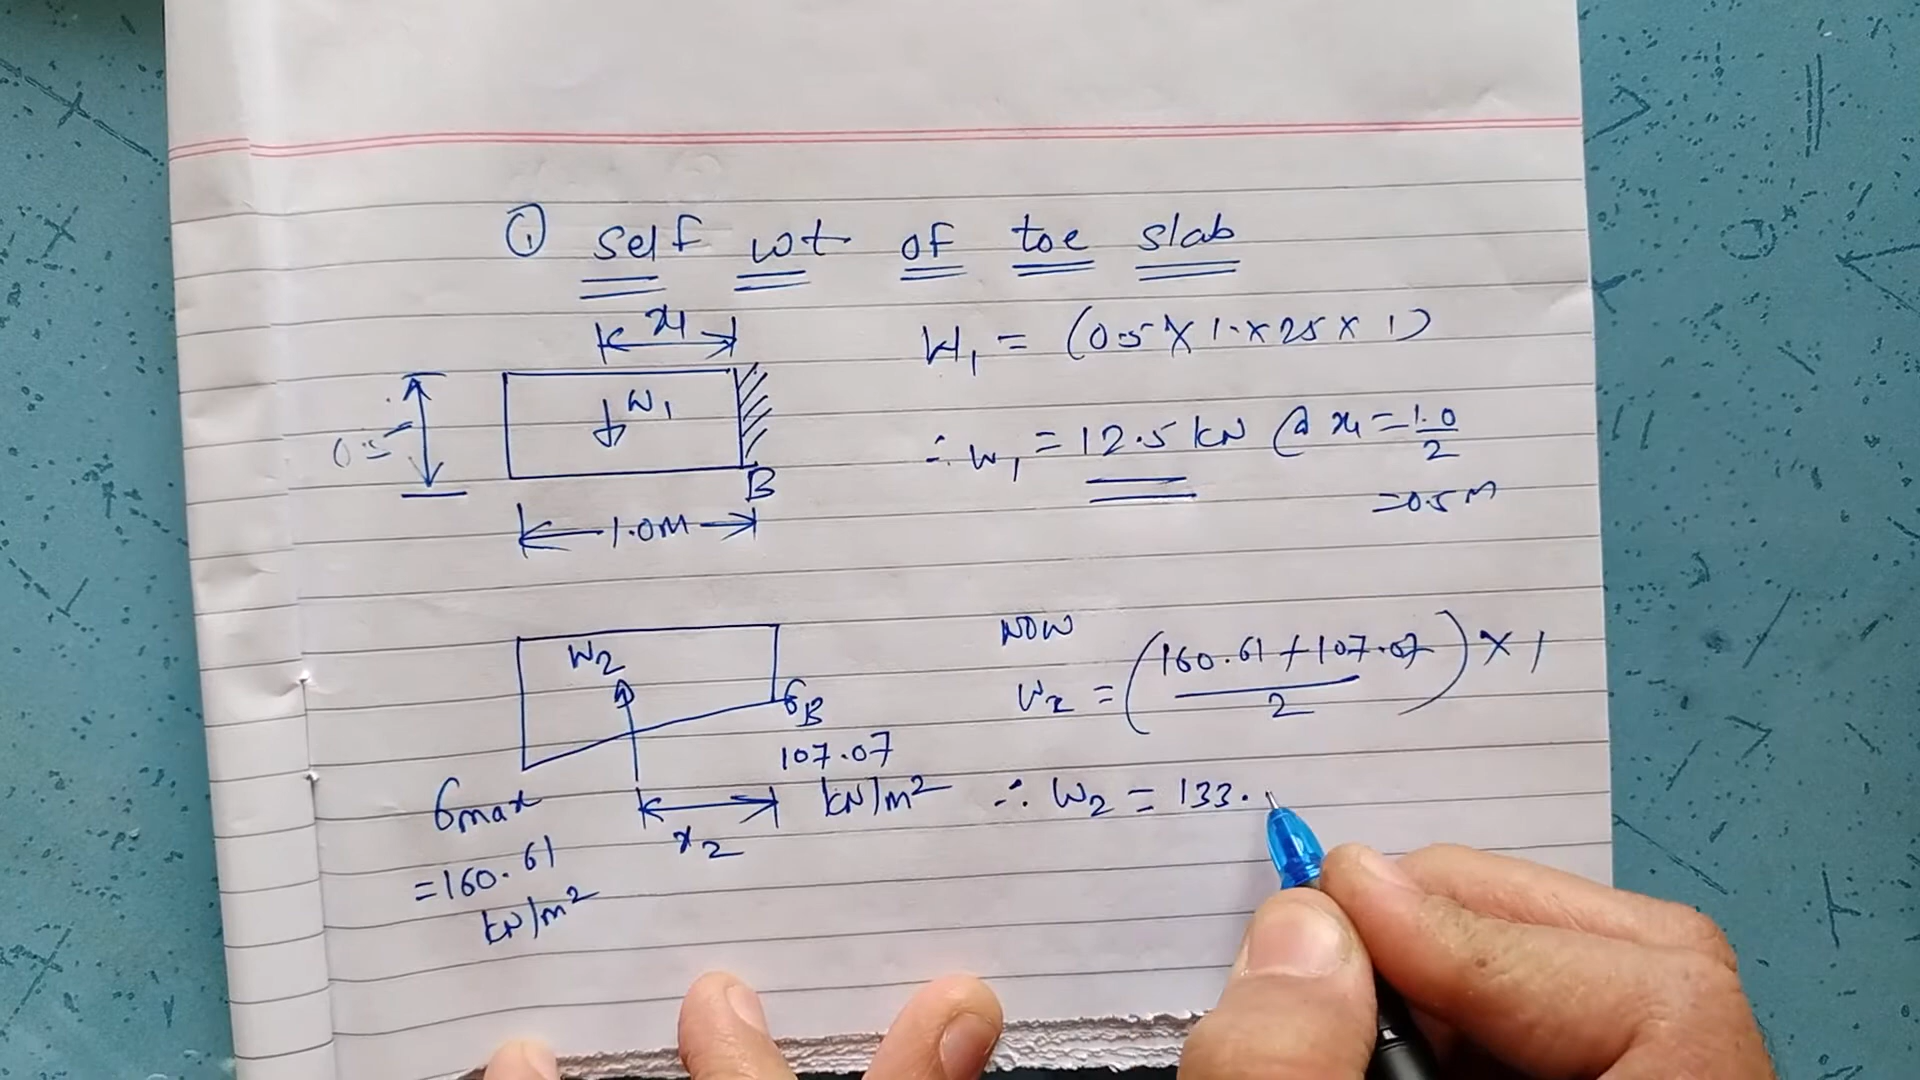 ① self wt of toe slab
x1
W1 = (0.5 X 1. x 25 x 1)
W1
0.5
∴ W1 = 12.5 kN @ x1 = 1.0/2
= 0.5 M
B
1.0M
NOW
W2
W2 = (160.61 + 107.07 / 2) X 1
σB
107.07
kN/m²
σmax
∴ W2 = 133.
x2
= 160.61
kN/m²